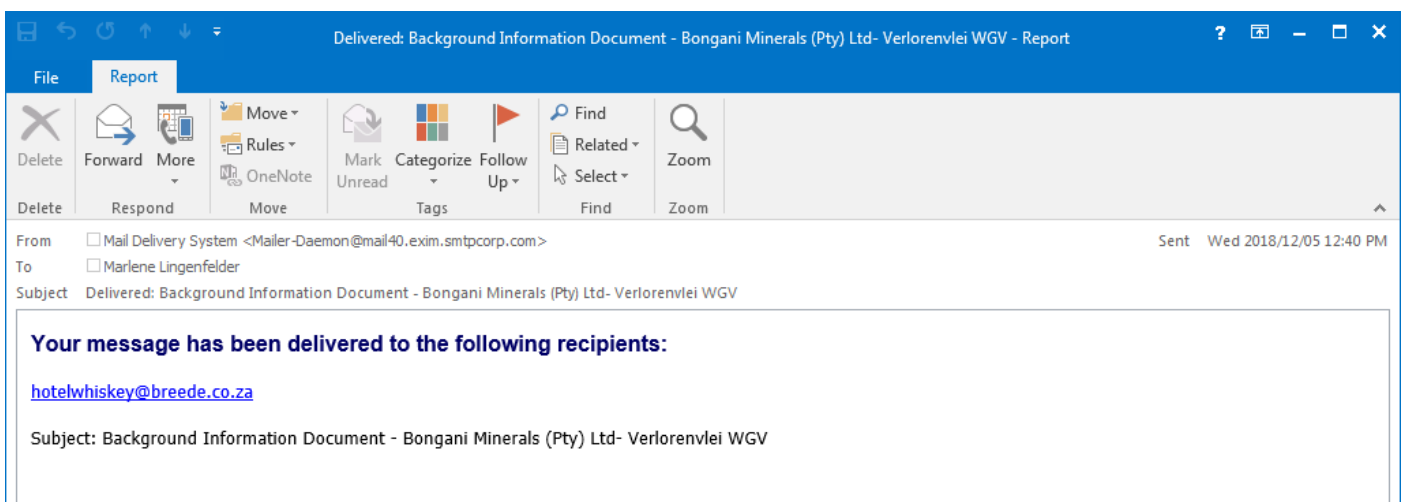 Delivered: Background Information Document - Bongani Minerals (Pty) Ltd- Verlorenvlei WGV - Report
File Report
Delete Forward More Move Rules OneNote Mark Unread Categorize Follow Up Find Related Select Zoom
Delete Respond Move Tags Find Zoom
From Mail Delivery System <Mailer-Daemon@mail40.exim.smtpcorp.com> Sent Wed 2018/12/05 12:40 PM
To Marlene Lingenfelder
Subject Delivered: Background Information Document - Bongani Minerals (Pty) Ltd- Verlorenvlei WGV
Your message has been delivered to the following recipients:
hotelwhiskey@breede.co.za
Subject: Background Information Document - Bongani Minerals (Pty) Ltd- Verlorenvlei WGV